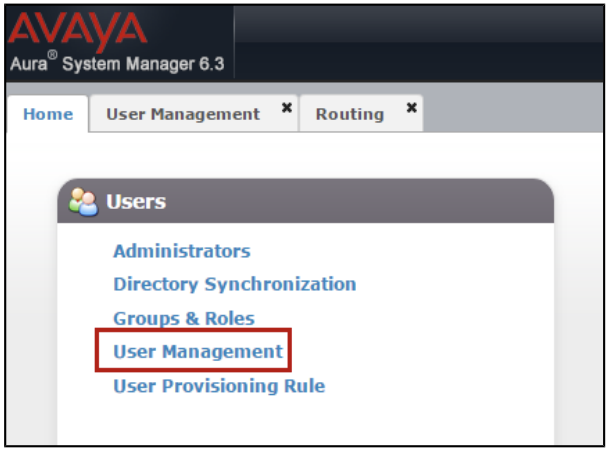 AVAYA
Aura® System Manager 6.3
Home User Management ✖ Routing ✖
Users
Administrators
Directory Synchronization
Groups & Roles
User Management
User Provisioning Rule